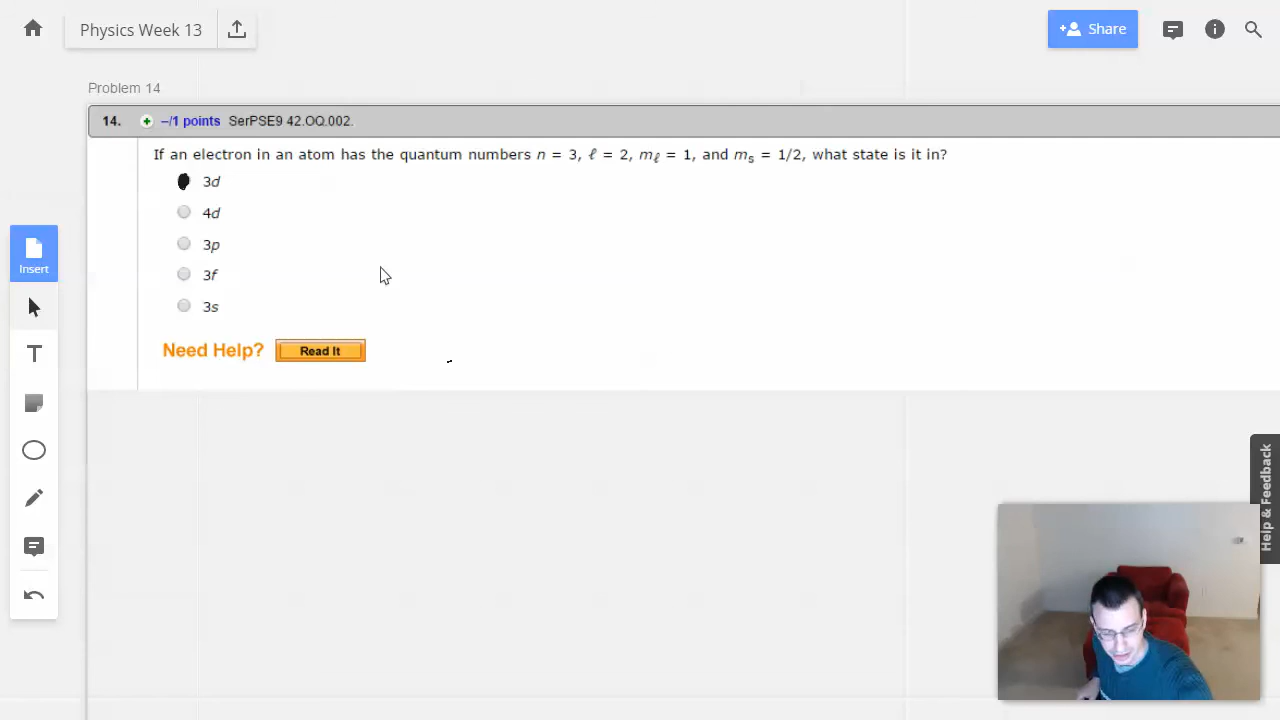 Physics Week 13
Share
Problem 14
14. –/1 points SerPSE9 42.OQ.002.
If an electron in an atom has the quantum numbers n = 3, ℓ = 2, mℓ = 1, and ms = 1/2, what state is it in?
3d
4d
3p
3f
3s
Insert
T
Need Help? Read It
Help & Feedback